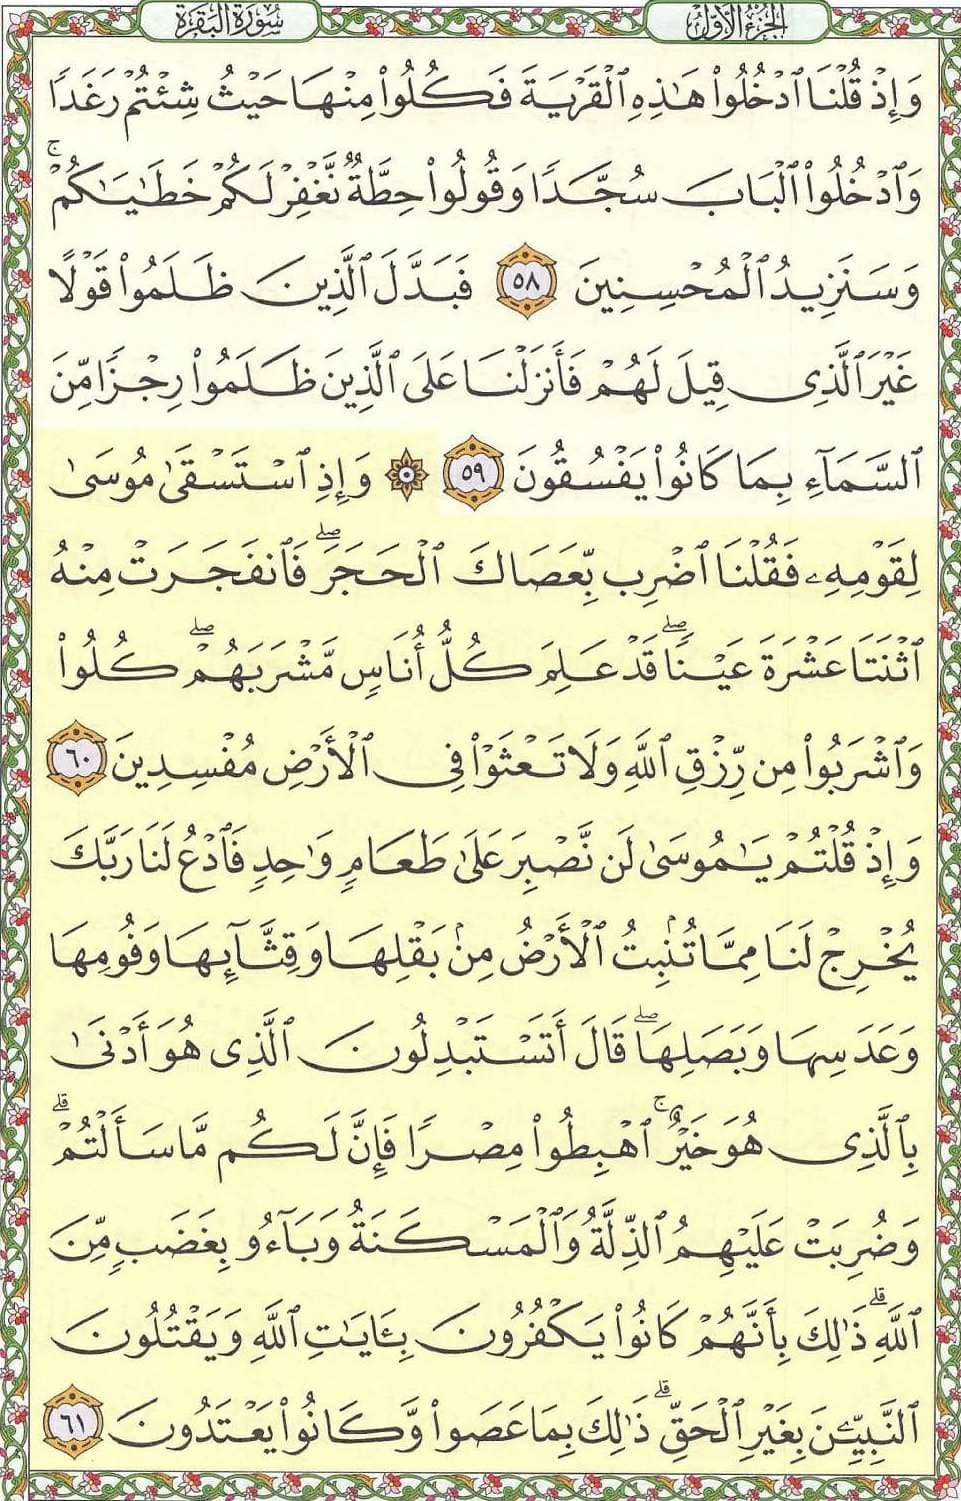 الجزء الأول
سورة البقرة
وَإِذْ قُلْنَا ٱدْخُلُوا۟ هَـٰذِهِ ٱلْقَرْيَةَ فَكُلُوا۟ مِنْهَا حَيْثُ شِئْتُمْ رَغَدًا
وَٱدْخُلُوا۟ ٱلْبَابَ سُجَّدًا وَقُولُوا۟ حِطَّةٌ نَّغْفِرْ لَكُمْ خَطَـٰيَـٰكُمْ ۚ
وَسَنَزِيدُ ٱلْمُحْسِنِينَ ٥٨ فَبَدَّلَ ٱلَّذِينَ ظَلَمُوا۟ قَوْلًا
غَيْرَ ٱلَّذِى قِيلَ لَهُمْ فَأَنزَلْنَا عَلَى ٱلَّذِينَ ظَلَمُوا۟ رِجْزًا مِّنَ
ٱلسَّمَآءِ بِمَا كَانُوا۟ يَفْسُقُونَ ٥٩ ۞ وَإِذِ ٱسْتَسْقَىٰ مُوسَىٰ
لِقَوْمِهِۦ فَقُلْنَا ٱضْرِب بِّعَصَاكَ ٱلْحَجَرَ ۖ فَٱنفَجَرَتْ مِنْهُ
ٱثْنَتَا عَشْرَةَ عَيْنًا ۖ قَدْ عَلِمَ كُلُّ أُنَاسٍ مَّشْرَبَهُمْ ۖ كُلُوا۟
وَٱشْرَبُوا۟ مِن رِّزْقِ ٱللَّهِ وَلَا تَعْثَوْا۟ فِى ٱلْأَرْضِ مُفْسِدِينَ ٦٠
وَإِذْ قُلْتُمْ يَـٰمُوسَىٰ لَن نَّصْبِرَ عَلَىٰ طَعَامٍ وَٰحِدٍ فَٱدْعُ لَنَا رَبَّكَ
يُخْرِجْ لَنَا مِمَّا تُنۢبِتُ ٱلْأَرْضُ مِنۢ بَقْلِهَا وَقِثَّآئِهَا وَفُومِهَا
وَعَدَسِهَا وَبَصَلِهَا ۖ قَالَ أَتَسْتَبْدِلُونَ ٱلَّذِى هُوَ أَدْنَىٰ
بِٱلَّذِى هُوَ خَيْرٌ ۚ ٱهْبِطُوا۟ مِصْرًا فَإِنَّ لَكُم مَّا سَأَلْتُمْ ۗ
وَضُرِبَتْ عَلَيْهِمُ ٱلذِّلَّةُ وَٱلْمَسْكَنَةُ وَبَآءُو بِغَضَبٍ مِّنَ
ٱللَّهِ ۗ ذَٰلِكَ بِأَنَّهُمْ كَانُوا۟ يَكْفُرُونَ بِـَٔايَـٰتِ ٱللَّهِ وَيَقْتُلُونَ
ٱلنَّبِيِّـۧنَ بِغَيْرِ ٱلْحَقِّ ۗ ذَٰلِكَ بِمَا عَصَوا۟ وَّكَانُوا۟ يَعْتَدُونَ ٦١